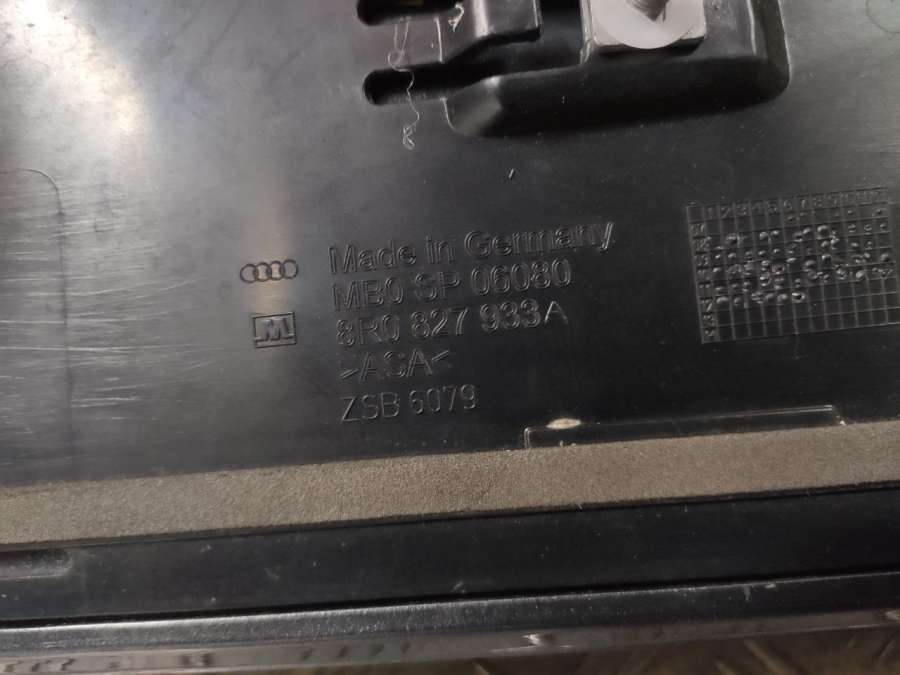 Made in Germany
MB0 SP 06080
8R0 827 933A
>ASA<
ZSB 6079